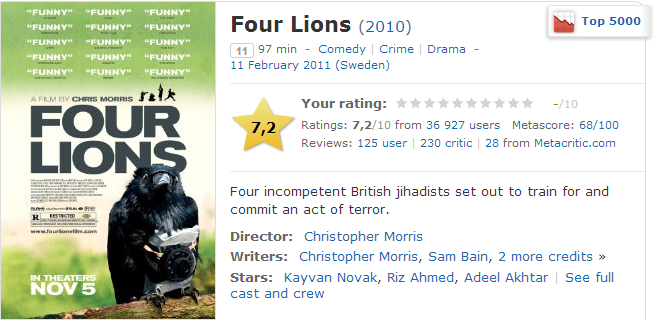 "FUNNY" "FUNNY" "FUNNY"
"FUNNY" "FUNNY" "FUNNY"
"FUNNY" "FUNNY" "FUNNY"
"FUNNY" "FUNNY" "FUNNY"
"FUNNY" "FUNNY" "FUNNY"
A FILM BY CHRIS MORRIS
FOUR
LIONS
R RESTRICTED
www.fourlionsfilm.com
IN THEATERS
NOV 5
Four Lions (2010)
Top 5000
11 97 min - Comedy | Crime | Drama -
11 February 2011 (Sweden)
7,2
Your rating: -/10
Ratings: 7,2/10 from 36 927 users Metascore: 68/100
Reviews: 125 user | 230 critic | 28 from Metacritic.com
Four incompetent British jihadists set out to train for and
commit an act of terror.
Director: Christopher Morris
Writers: Christopher Morris, Sam Bain, 2 more credits »
Stars: Kayvan Novak, Riz Ahmed, Adeel Akhtar | See full
cast and crew